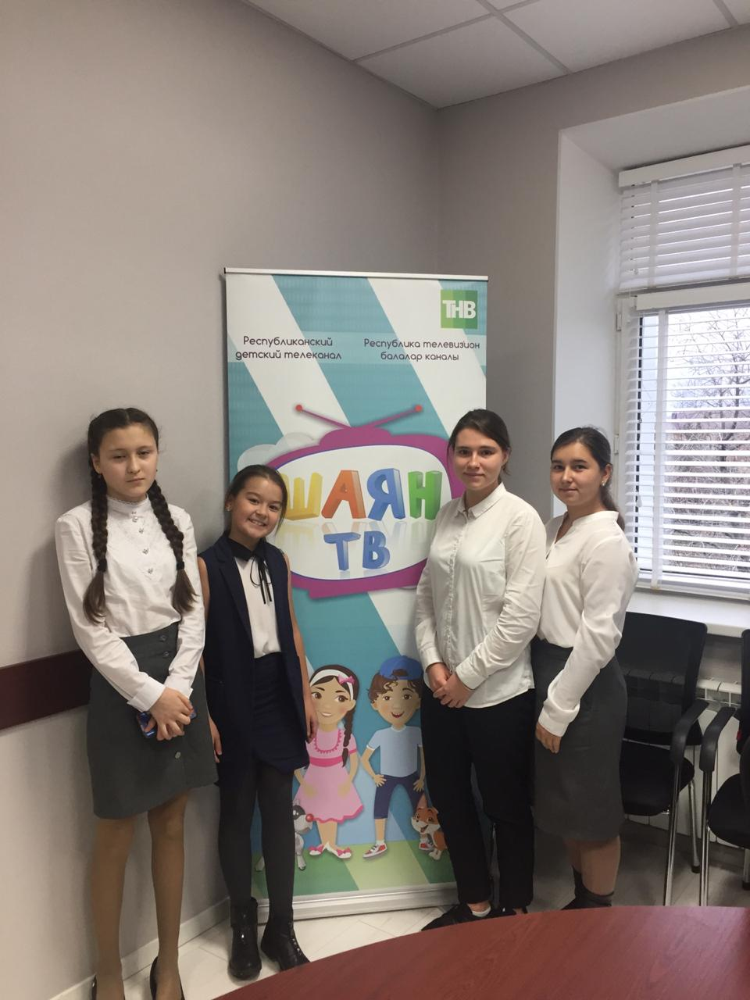 ТНВ
Республиканский
детский телеканал
Республика телевизион
балалар каналы
ШАЯН
ТВ